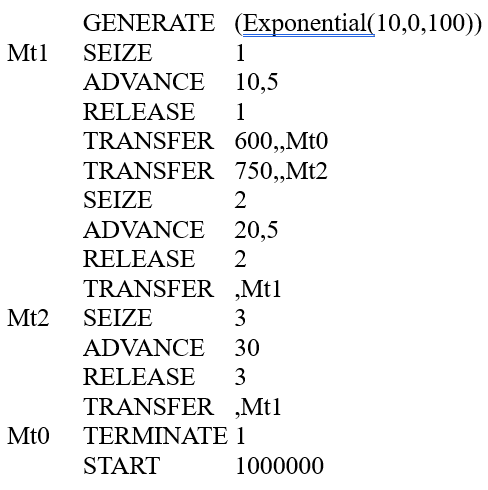 GENERATE (Exponential(10,0,100))
Mt1 SEIZE 1
ADVANCE 10,5
RELEASE 1
TRANSFER 600,,Mt0
TRANSFER 750,,Mt2
SEIZE 2
ADVANCE 20,5
RELEASE 2
TRANSFER ,Mt1
Mt2 SEIZE 3
ADVANCE 30
RELEASE 3
TRANSFER ,Mt1
Mt0 TERMINATE 1
START 1000000